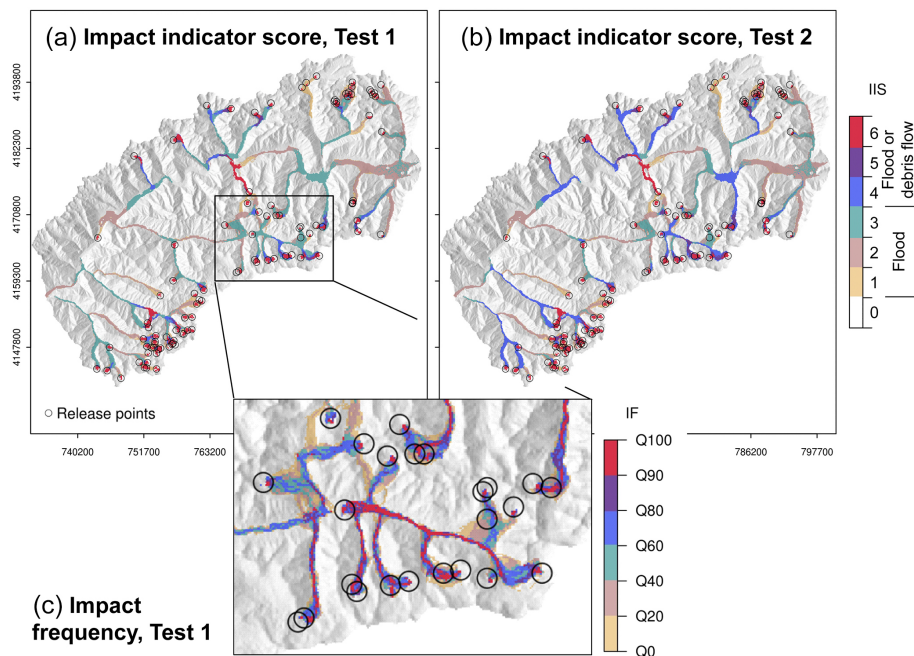 (a) Impact indicator score, Test 1
(b) Impact indicator score, Test 2
4193800
4182300
4170800
4159300
4147800
○ Release points
740200 751700 763200
786200 797700
IIS
6
5
4
3
2
1
0
Flood or
debris flow
Flood
(c) Impact
frequency, Test 1
IF
Q100
Q90
Q80
Q60
Q40
Q20
Q0